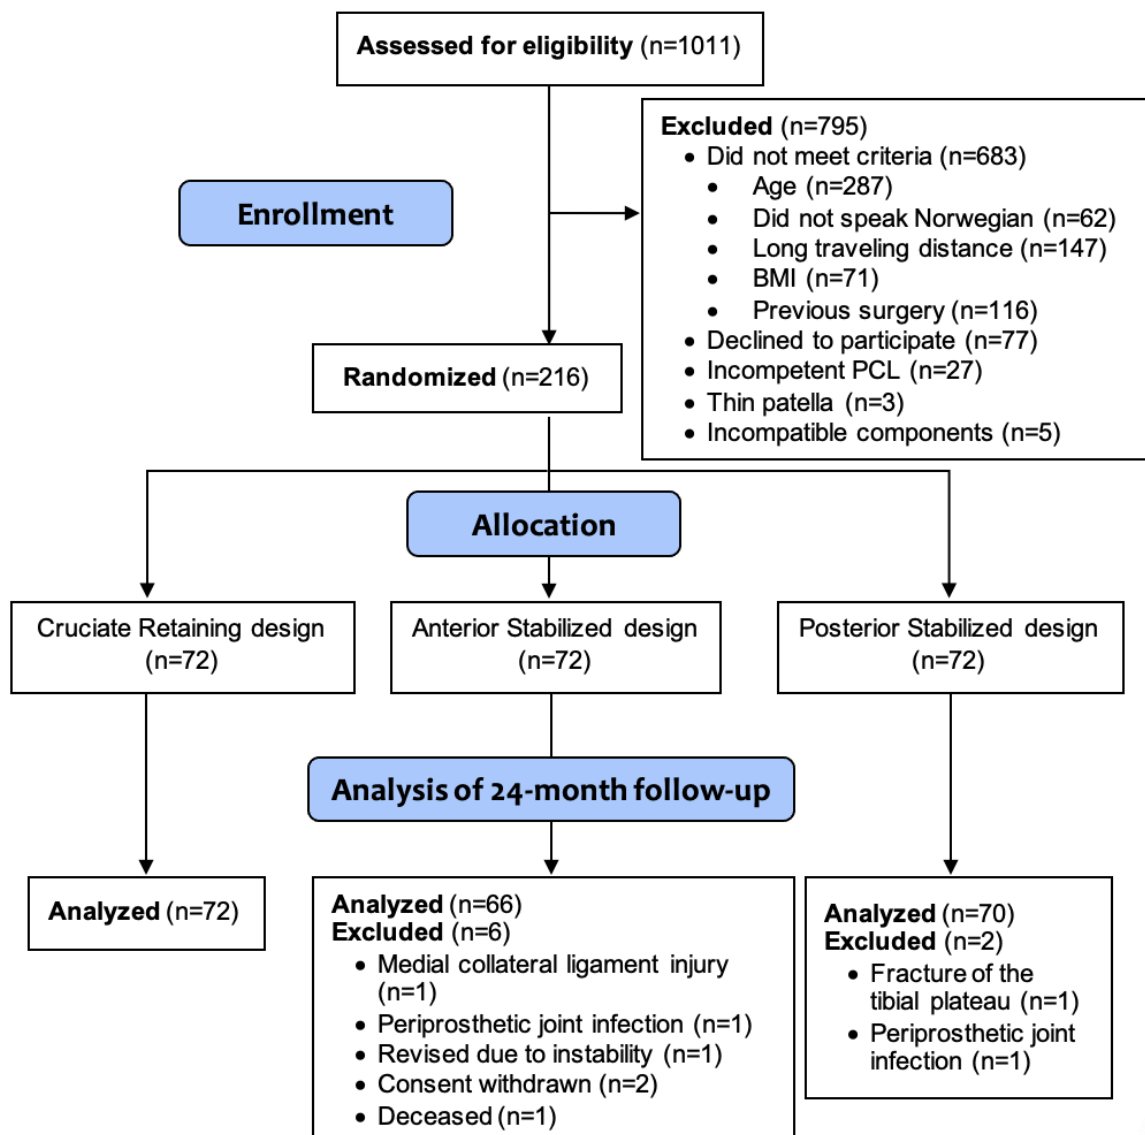 Assessed for eligibility (n=1011)
Excluded (n=795)
• Did not meet criteria (n=683)
• Age (n=287)
• Did not speak Norwegian (n=62)
• Long traveling distance (n=147)
• BMI (n=71)
• Previous surgery (n=116)
• Declined to participate (n=77)
• Incompetent PCL (n=27)
• Thin patella (n=3)
• Incompatible components (n=5)
Enrollment
Randomized (n=216)
Allocation
Cruciate Retaining design
(n=72)
Anterior Stabilized design
(n=72)
Posterior Stabilized design
(n=72)
Analysis of 24-month follow-up
Analyzed (n=72)
Analyzed (n=66)
Excluded (n=6)
• Medial collateral ligament injury
(n=1)
• Periprosthetic joint infection (n=1)
• Revised due to instability (n=1)
• Consent withdrawn (n=2)
• Deceased (n=1)
Analyzed (n=70)
Excluded (n=2)
• Fracture of the
tibial plateau (n=1)
• Periprosthetic joint
infection (n=1)